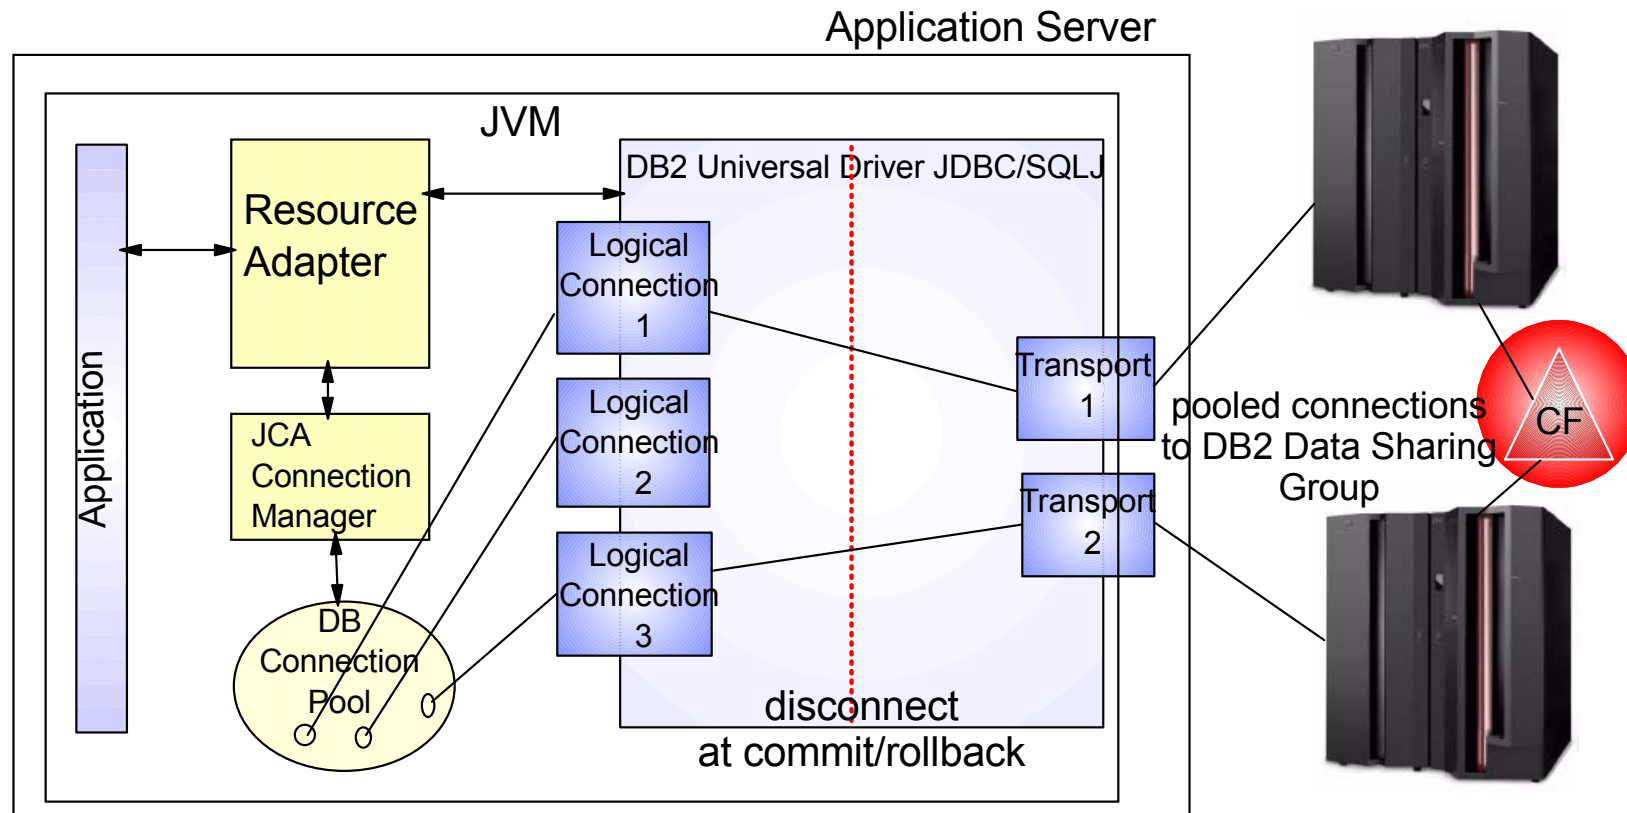 Application Server
JVM
Application
Resource
Adapter
JCA
Connection
Manager
DB
Connection
Pool
DB2 Universal Driver JDBC/SQLJ
Logical
Connection
1
Logical
Connection
2
Logical
Connection
3
disconnect
at commit/rollback
Transport
1
Transport
2
pooled connections
to DB2 Data Sharing
Group
CF